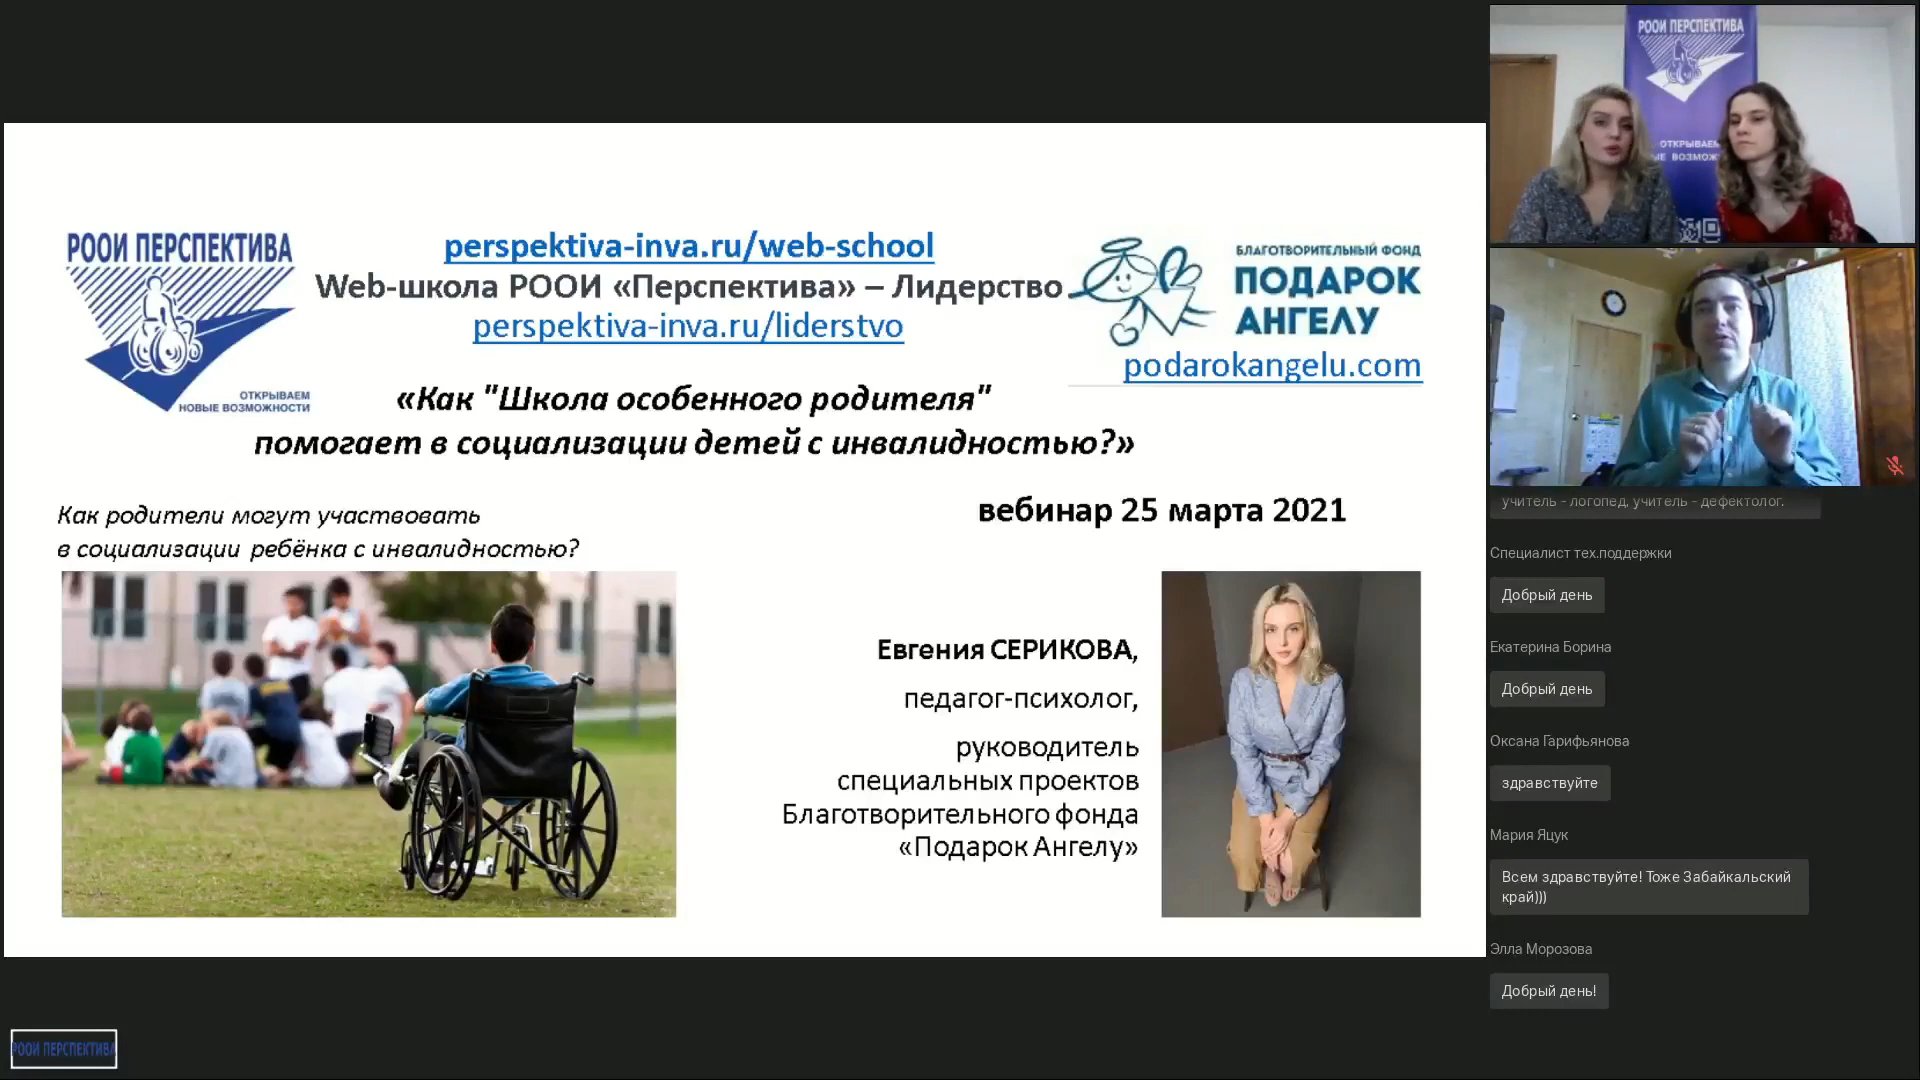 РООИ ПЕРСПЕКТИВА
ОТКРЫВАЕМ
НОВЫЕ ВОЗМОЖНОСТИ
perspektiva-inva.ru/web-school
Web-школа РООИ «Перспектива» – Лидерство
perspektiva-inva.ru/liderstvo
БЛАГОТВОРИТЕЛЬНЫЙ ФОНД
ПОДАРОК
АНГЕЛУ
podarokangelu.com
«Как "Школа особенного родителя"
помогает в социализации детей с инвалидностью?»
вебинар 25 марта 2021
Как родители могут участвовать
в социализации ребёнка с инвалидностью?
Евгения СЕРИКОВА,
педагог-психолог,
руководитель
специальных проектов
Благотворительного фонда
«Подарок Ангелу»
РООИ ПЕРСПЕКТИВА
РООИ ПЕРСПЕКТИВА
ОТКРЫВАЕМ
учитель - логопед, учитель - дефектолог.
Специалист тех.поддержки
Добрый день
Екатерина Борина
Добрый день
Оксана Гарифьянова
здравствуйте
Мария Яцук
Всем здравствуйте! Тоже Забайкальский
край)))
Элла Морозова
Добрый день!